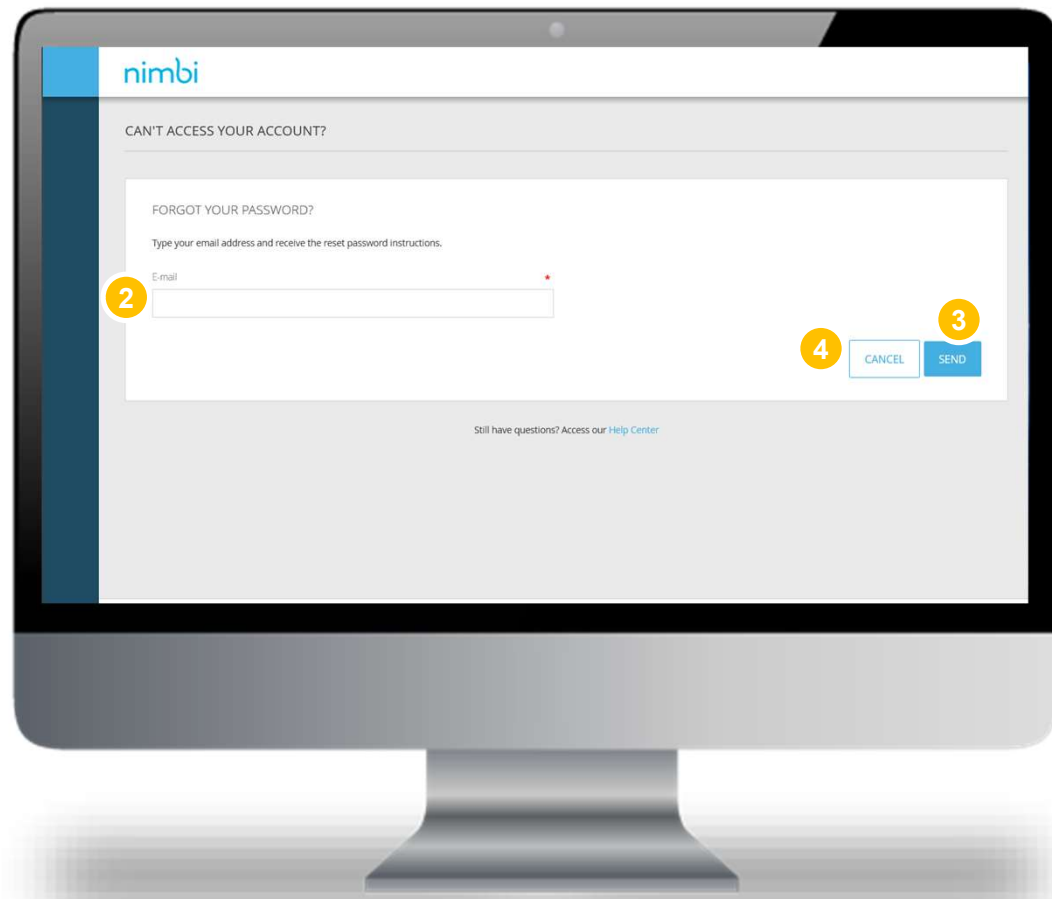 nimbi
CAN'T ACCESS YOUR ACCOUNT?
FORGOT YOUR PASSWORD?
Type your email address and receive the reset password instructions.
E-mail *
2
3
4
CANCEL SEND
Still have questions? Access our Help Center